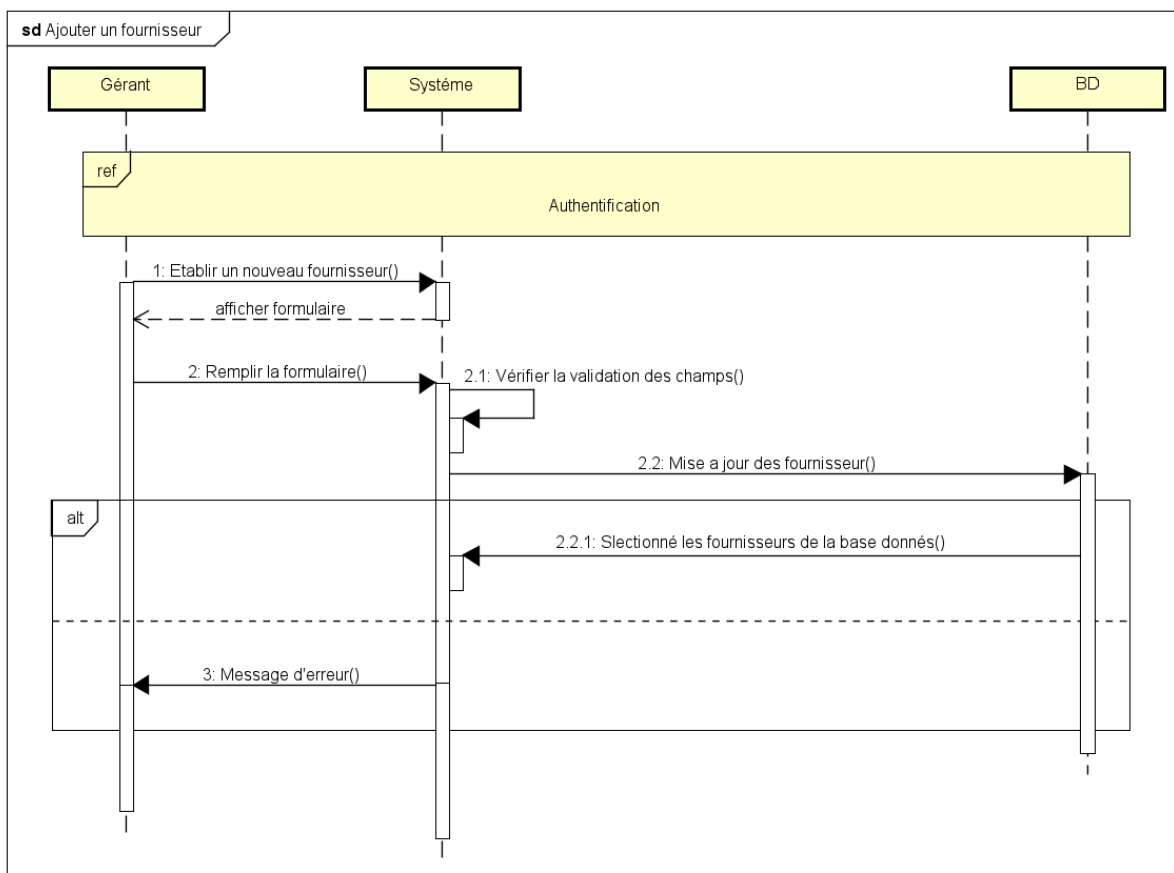 sd Ajouter un fournisseur
Gérant
Systéme
BD
ref
Authentification
1: Etablir un nouveau fournisseur()
afficher formulaire
2: Remplir la formulaire()
2.1: Vérifier la validation des champs()
2.2: Mise a jour des fournisseur()
alt
2.2.1: Slectionné les fournisseurs de la base donnés()
3: Message d'erreur()